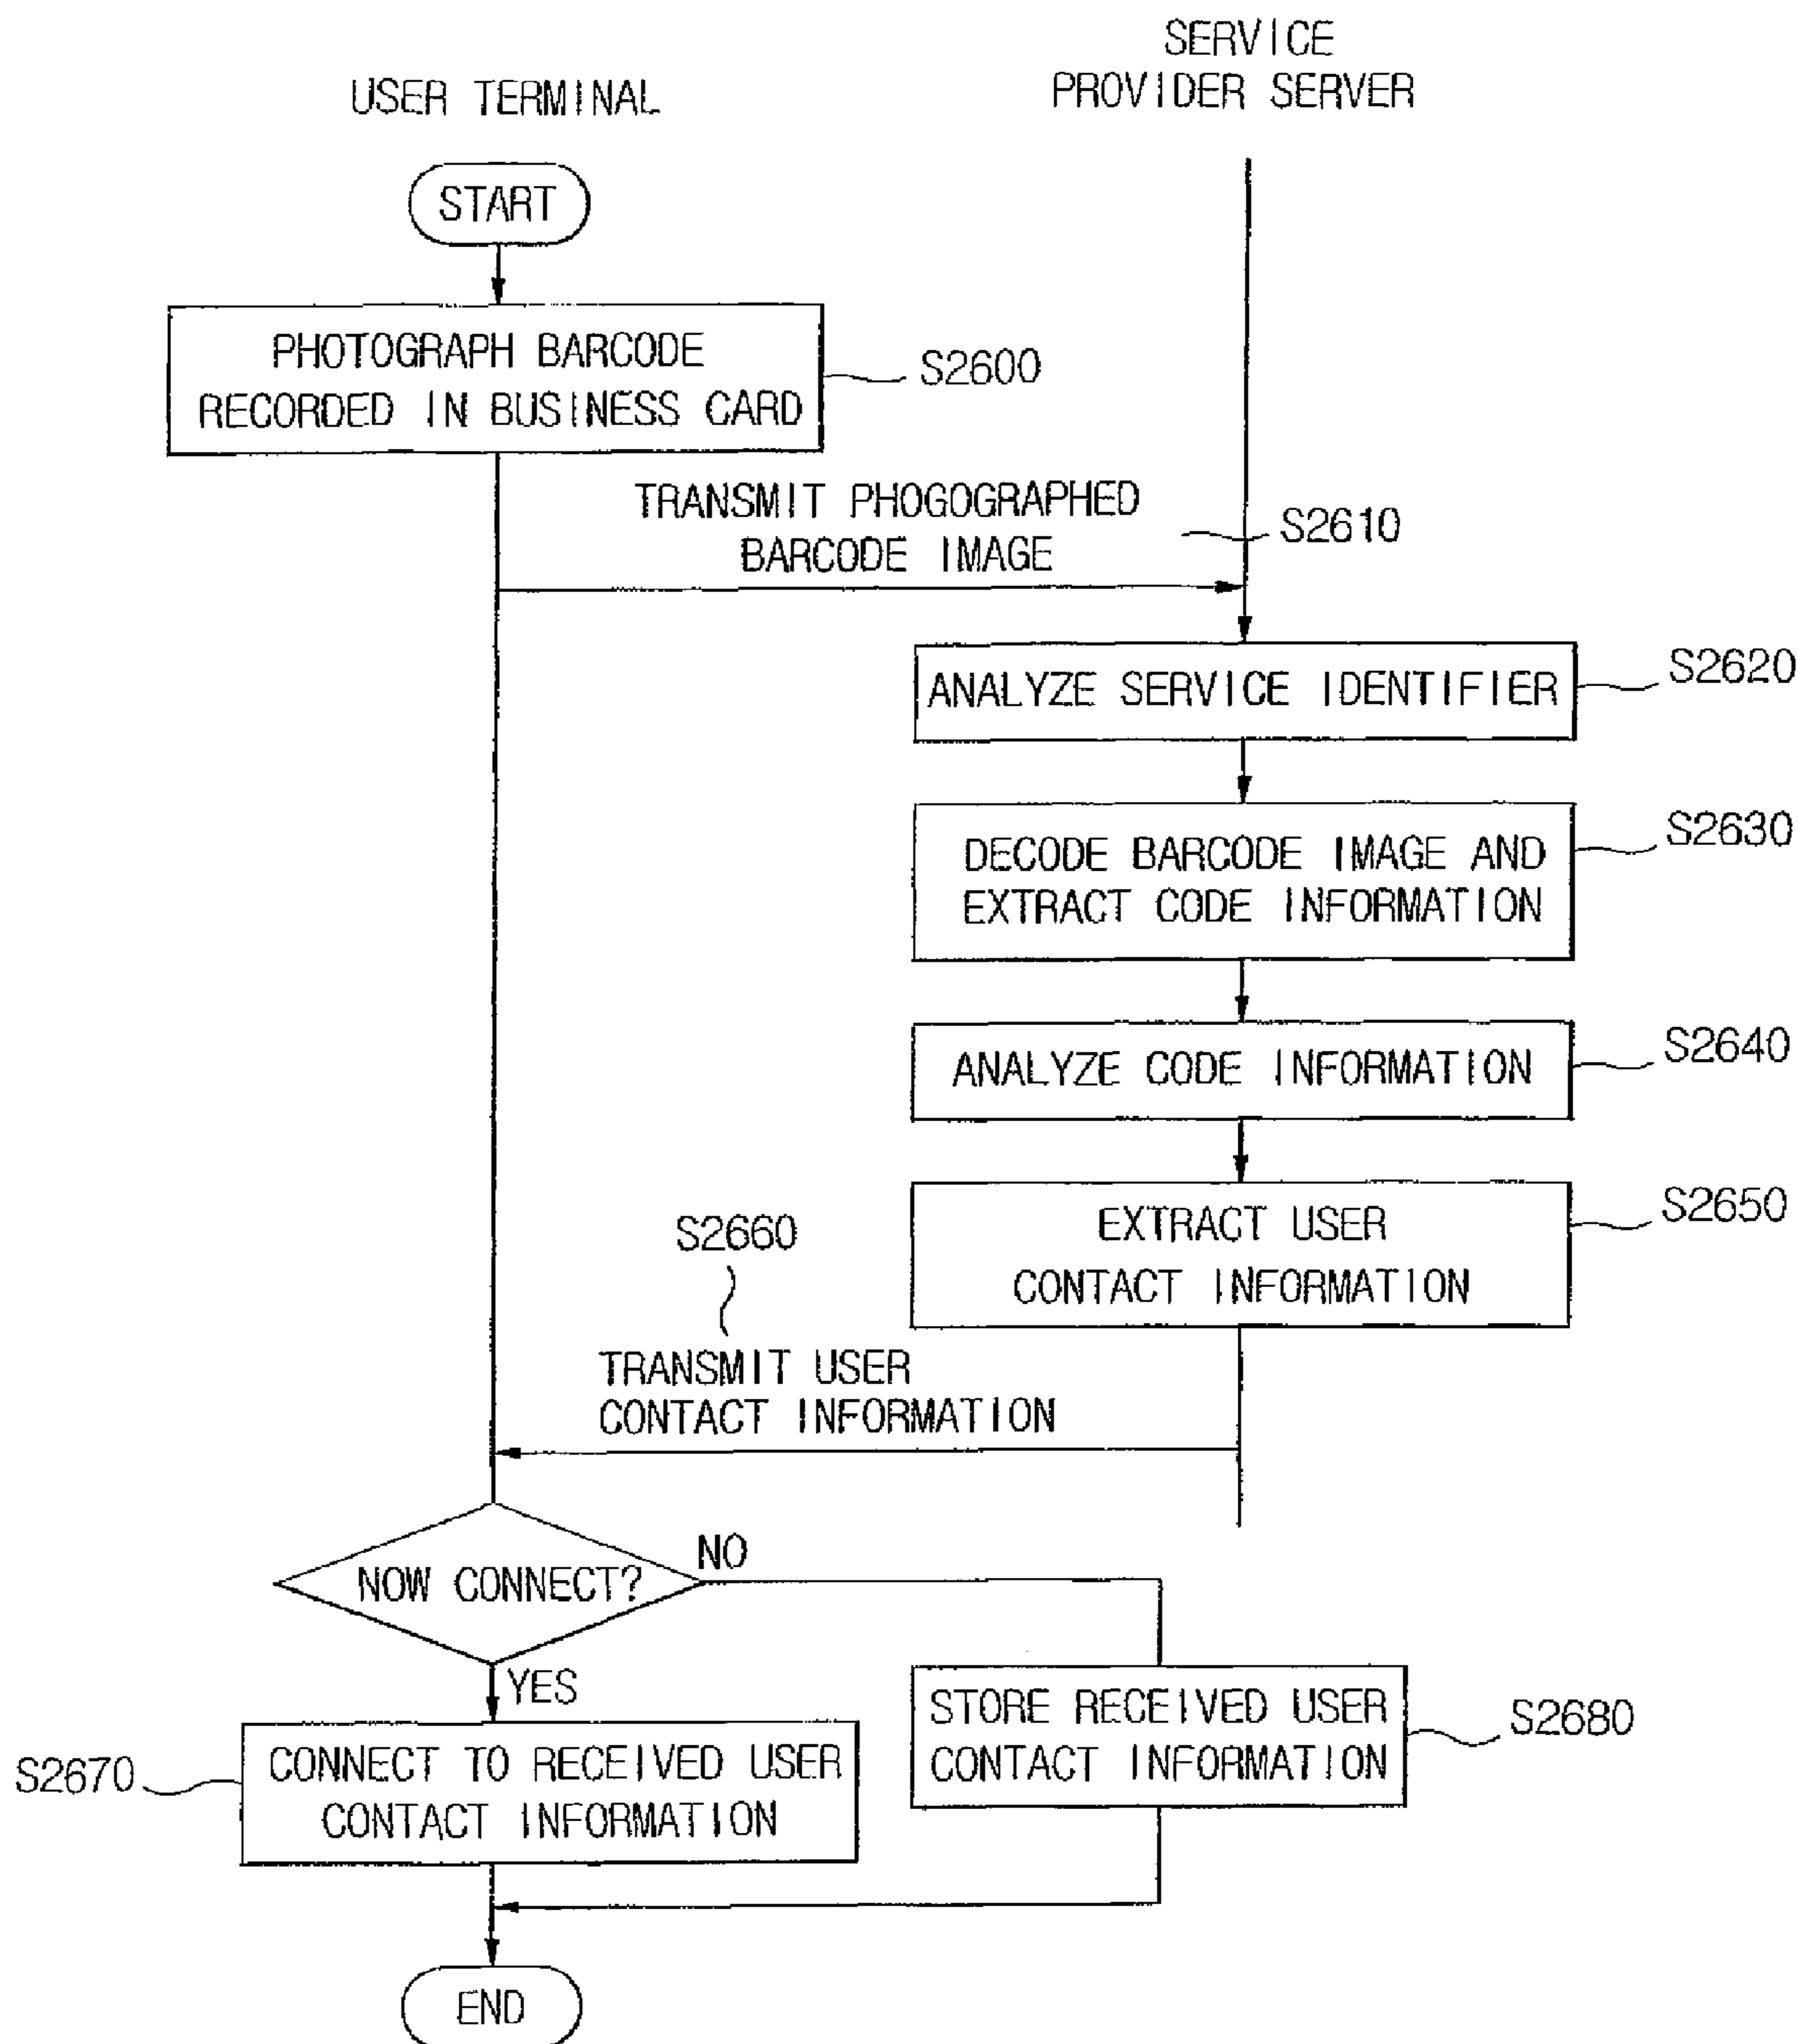 USER TERMINAL
SERVICE
PROVIDER SERVER
START
PHOTOGRAPH BARCODE
RECORDED IN BUSINESS CARD
S2600
TRANSMIT PHOGOGRAPHED
BARCODE IMAGE
S2610
ANALYZE SERVICE IDENTIFIER
S2620
DECODE BARCODE IMAGE AND
EXTRACT CODE INFORMATION
S2630
ANALYZE CODE INFORMATION
S2640
EXTRACT USER
CONTACT INFORMATION
S2650
S2660
TRANSMIT USER
CONTACT INFORMATION
NOW CONNECT?
NO
YES
S2670
CONNECT TO RECEIVED USER
CONTACT INFORMATION
STORE RECEIVED USER
CONTACT INFORMATION
S2680
END